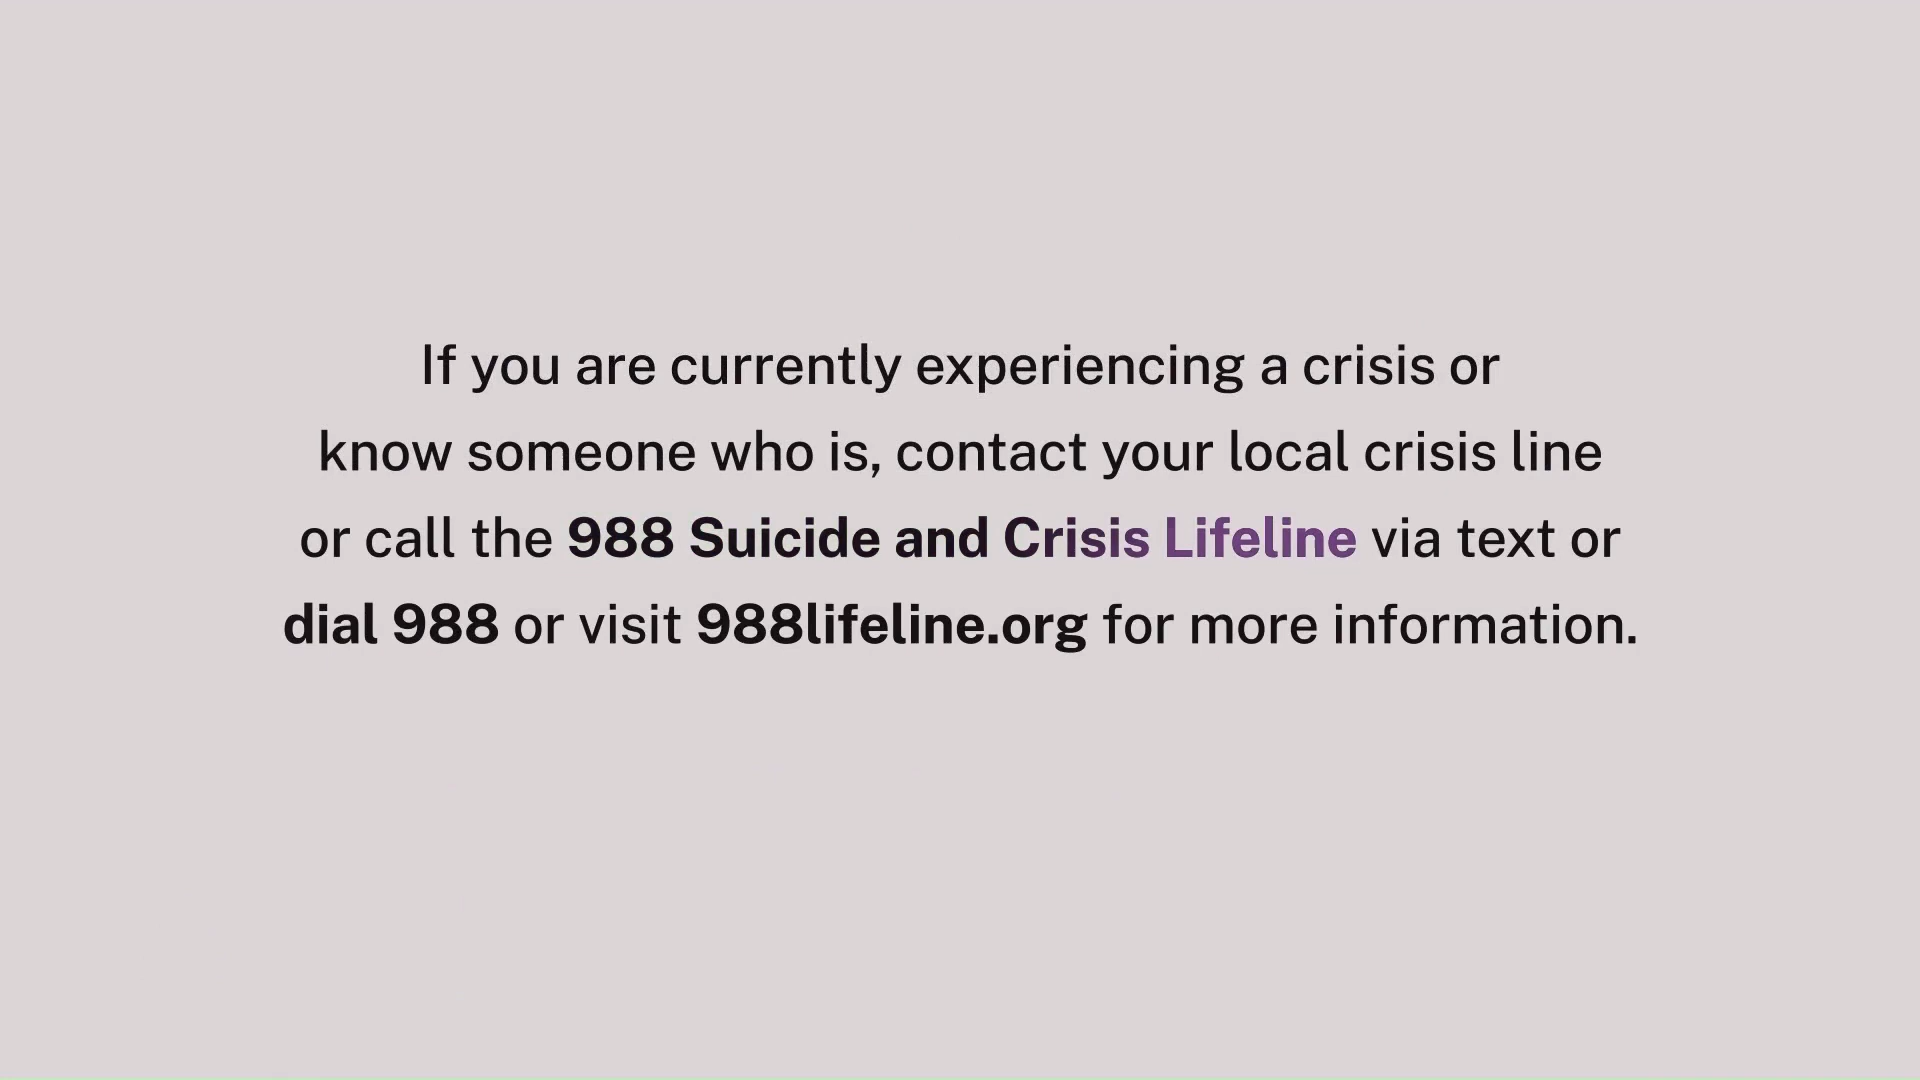 If you are currently experiencing a crisis or
know someone who is, contact your local crisis line
or call the 988 Suicide and Crisis Lifeline via text or
dial 988 or visit 988lifeline.org for more information.